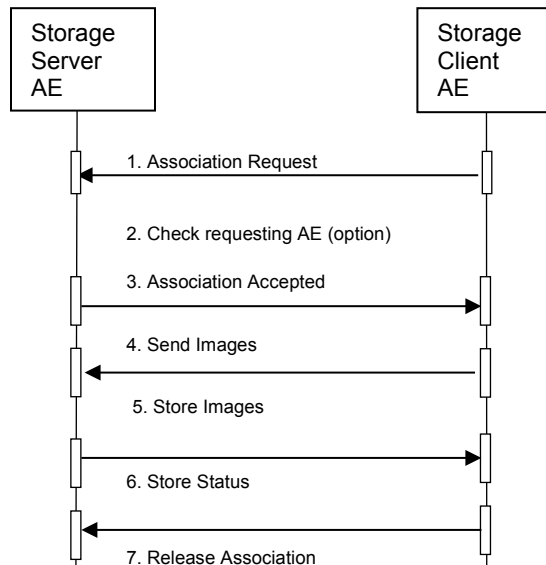 Storage
Server
AE
Storage
Client
AE
1. Association Request
2. Check requesting AE (option)
3. Association Accepted
4. Send Images
5. Store Images
6. Store Status
7. Release Association